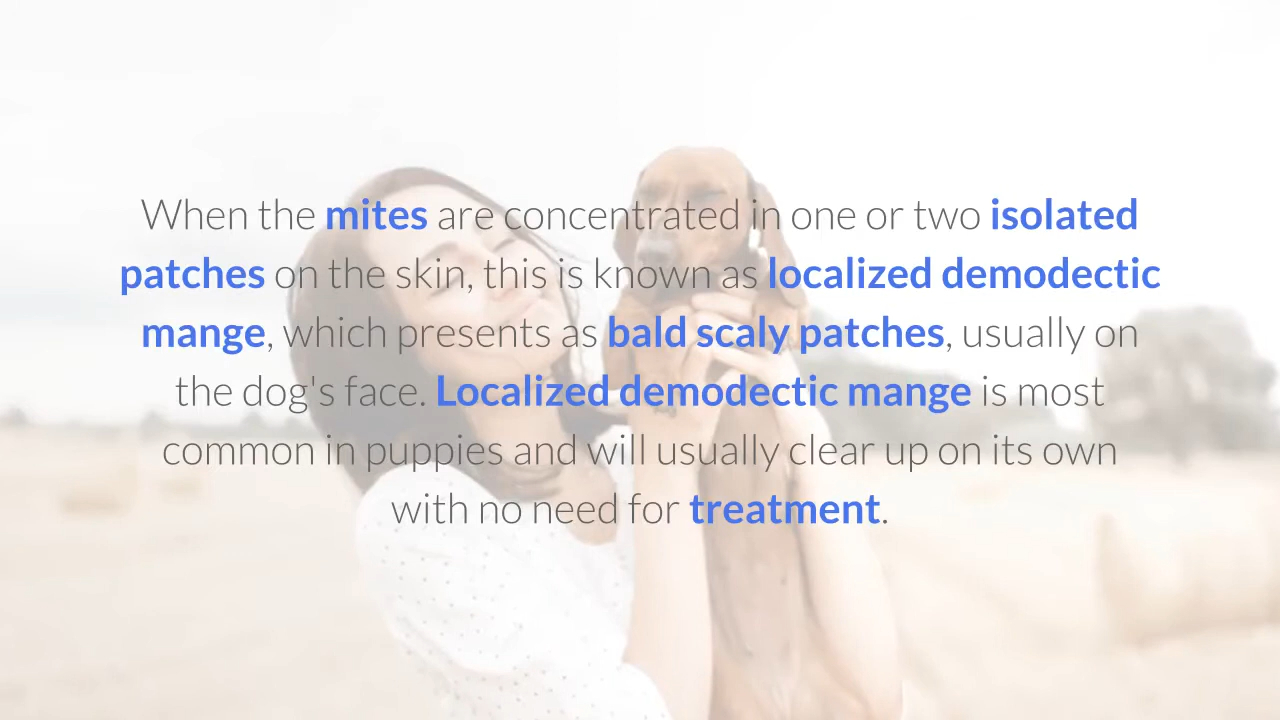 When the mites are concentrated in one or two isolated
patches on the skin, this is known as localized demodectic
mange, which presents as bald scaly patches, usually on
the dog's face. Localized demodectic mange is most
common in puppies and will usually clear up on its own
with no need for treatment.